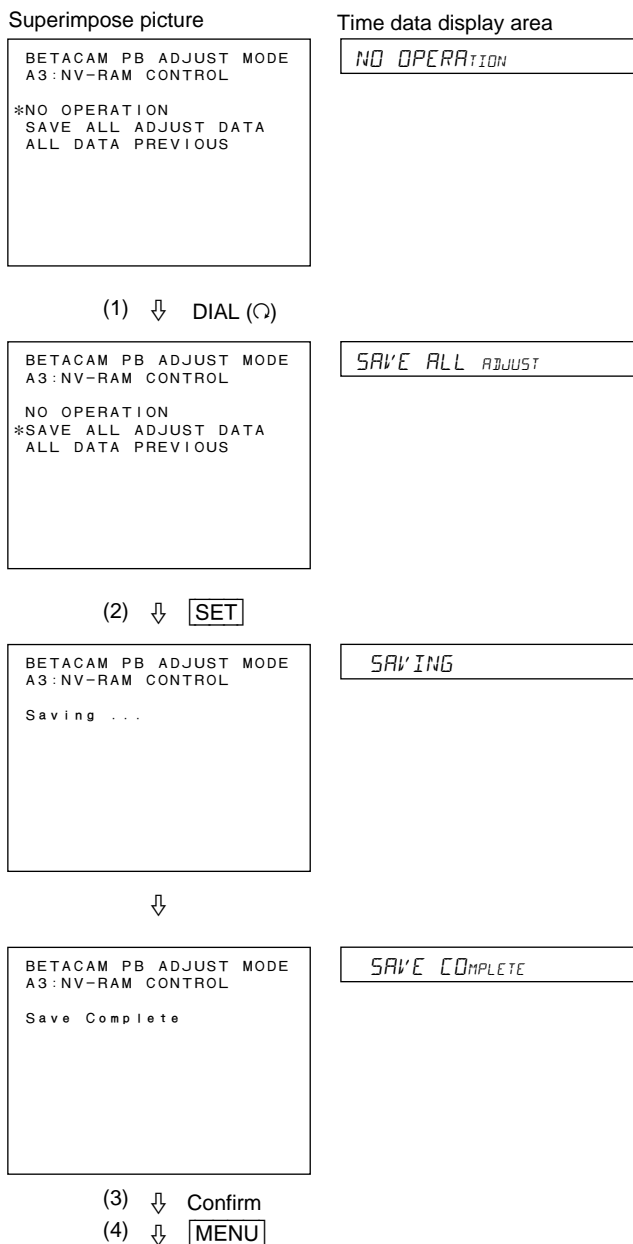 Superimpose picture
Time data display area
BETACAM PB ADJUST MODE
A3:NV-RAM CONTROL
*NO OPERATION
SAVE ALL ADJUST DATA
ALL DATA PREVIOUS
NO OPERATION
(1) ⇩ DIAL (↻)
BETACAM PB ADJUST MODE
A3:NV-RAM CONTROL
NO OPERATION
*SAVE ALL ADJUST DATA
ALL DATA PREVIOUS
SAVE ALL ADJUST
(2) ⇩ SET
BETACAM PB ADJUST MODE
A3:NV-RAM CONTROL
Saving ...
SAVING
⇩
BETACAM PB ADJUST MODE
A3:NV-RAM CONTROL
Save Complete
SAVE COMPLETE
(3) ⇩ Confirm
(4) ⇩ MENU